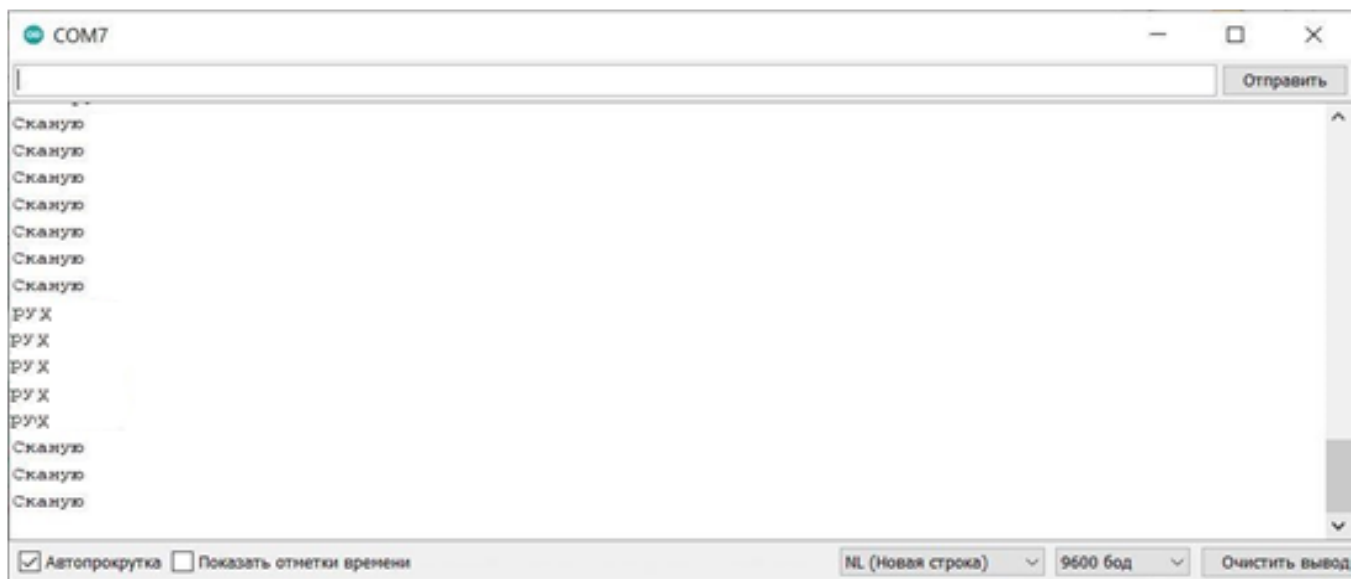 COM7
Отправить
Сканую
Сканую
Сканую
Сканую
Сканую
Сканую
Сканую
РУХ
РУХ
РУХ
РУХ
РУХ
Сканую
Сканую
Сканую
Автопрокрутка Показать отметки времени NL (Новая строка) 9600 бод Очистить вывод